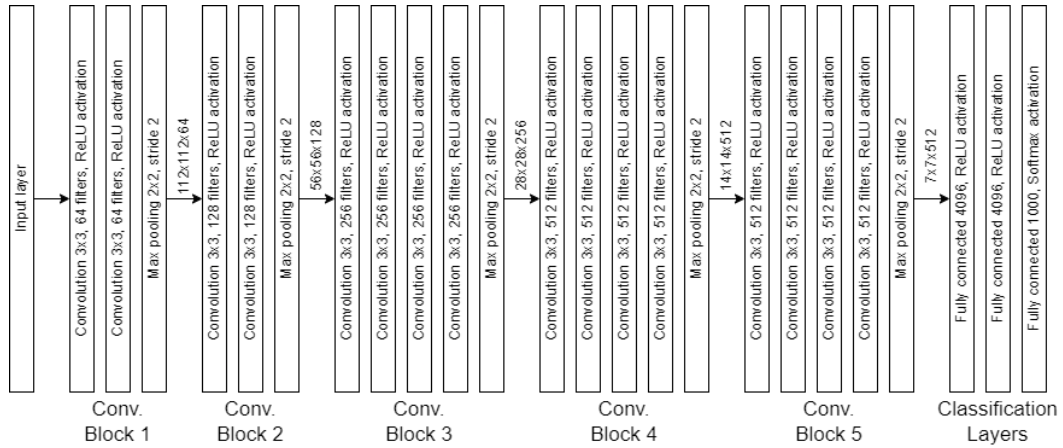 Input layer
Convolution 3x3, 64 filters, ReLU activation
Convolution 3x3, 64 filters, ReLU activation
Max pooling 2x2, stride 2
112x112x64
Convolution 3x3, 128 filters, ReLU activation
Convolution 3x3, 128 filters, ReLU activation
Max pooling 2x2, stride 2
56x56x128
Convolution 3x3, 256 filters, ReLU activation
Convolution 3x3, 256 filters, ReLU activation
Convolution 3x3, 256 filters, ReLU activation
Convolution 3x3, 256 filters, ReLU activation
Max pooling 2x2, stride 2
28x28x256
Convolution 3x3, 512 filters, ReLU activation
Convolution 3x3, 512 filters, ReLU activation
Convolution 3x3, 512 filters, ReLU activation
Convolution 3x3, 512 filters, ReLU activation
Max pooling 2x2, stride 2
14x14x512
Convolution 3x3, 512 filters, ReLU activation
Convolution 3x3, 512 filters, ReLU activation
Convolution 3x3, 512 filters, ReLU activation
Convolution 3x3, 512 filters, ReLU activation
Max pooling 2x2, stride 2
7x7x512
Fully connected 4096, ReLU activation
Fully connected 4096, ReLU activation
Fully connected 1000, Softmax activation
Conv.
Block 1
Conv.
Block 2
Conv.
Block 3
Conv.
Block 4
Conv.
Block 5
Classification
Layers